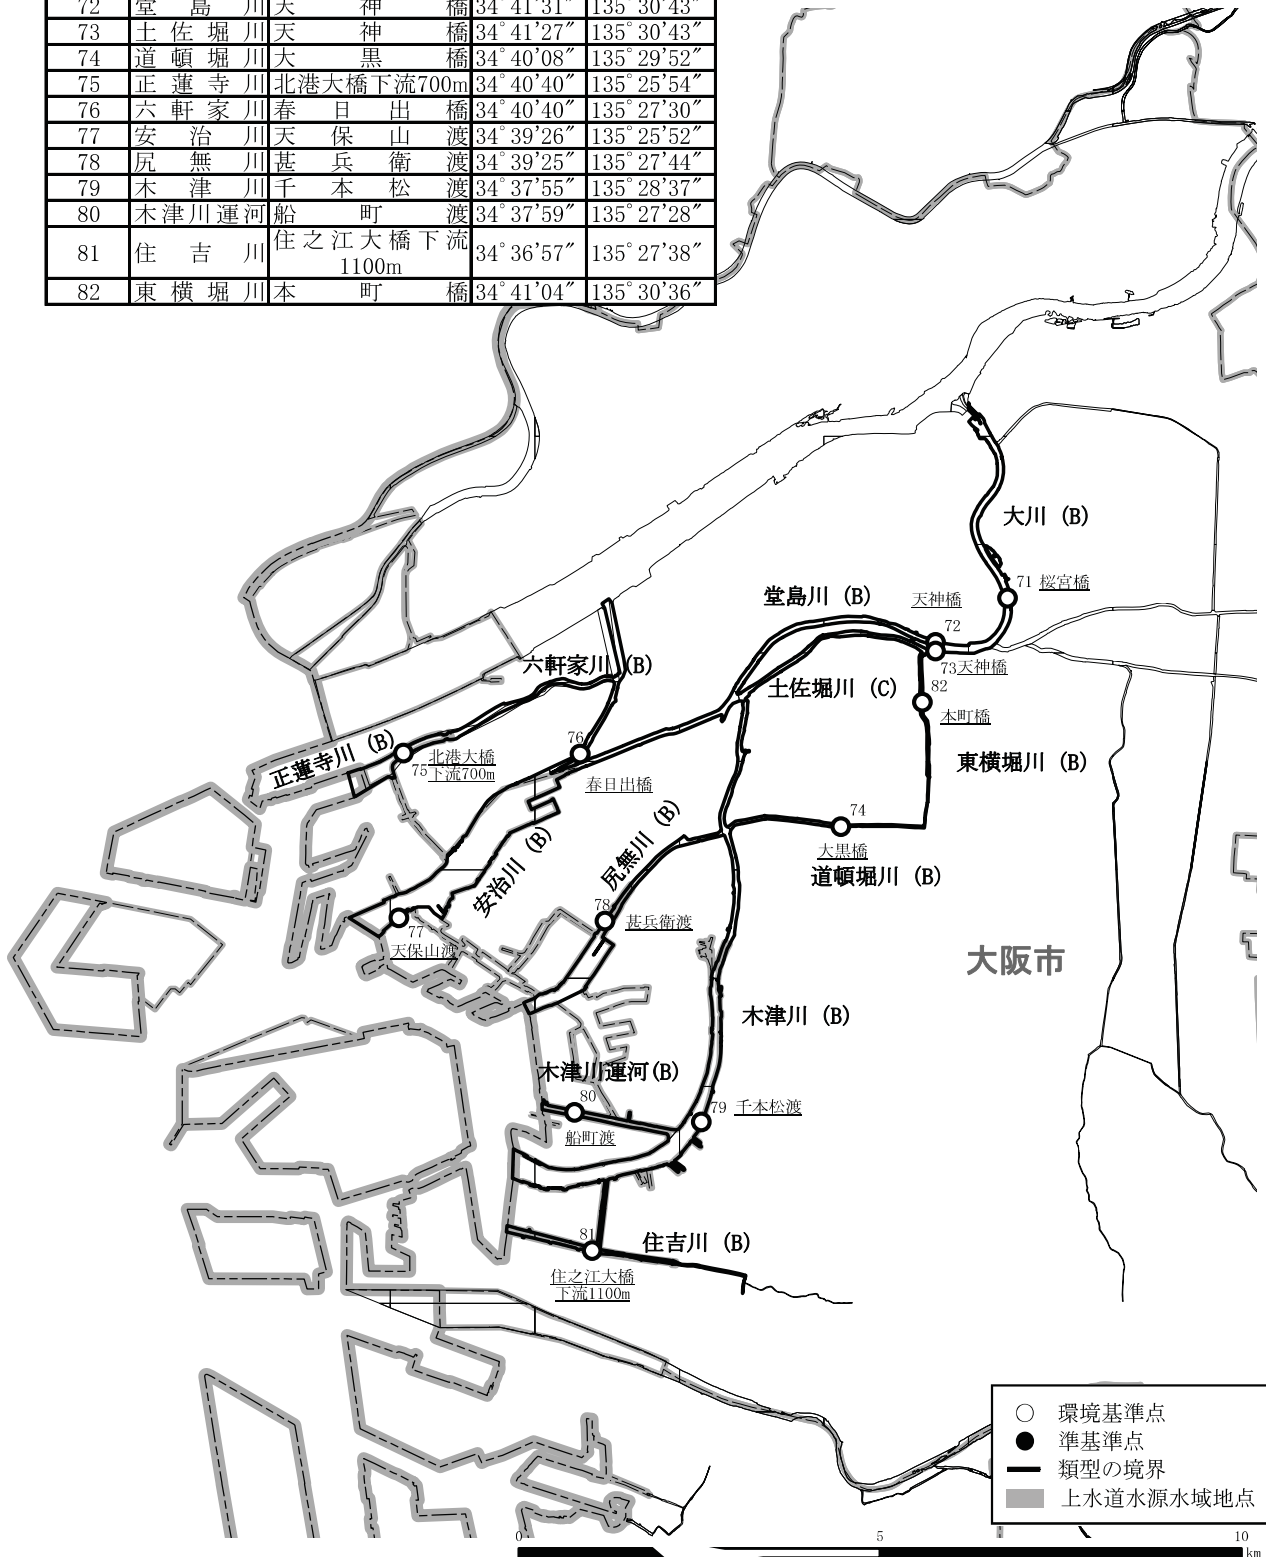 72 堂島川 天神橋 34°41'31" 135°30'43"
73 土佐堀川 天神橋 34°41'27" 135°30'43"
74 道頓堀川 大黒橋 34°40'08" 135°29'52"
75 正蓮寺川 北港大橋下流700m 34°40'40" 135°25'54"
76 六軒家川 春日出橋 34°40'40" 135°27'30"
77 安治川 天保山渡 34°39'26" 135°25'52"
78 尻無川 甚兵衛渡 34°39'25" 135°27'44"
79 木津川 千本松渡 34°37'55" 135°28'37"
80 木津川運河 船町渡 34°37'59" 135°27'28"
81 住吉川 住之江大橋下流
1100m 34°36'57" 135°27'38"
82 東横堀川 本町橋 34°41'04" 135°30'36"
大川 (B)
71 桜宮橋
堂島川 (B)
天神橋
72
73天神橋
六軒家川 (B)
土佐堀川 (C)
82
本町橋
正蓮寺川 (B)
76
75
北港大橋
下流700m
春日出橋
東横堀川 (B)
74
大黒橋
道頓堀川 (B)
安治川 (B)
尻無川 (B)
78
甚兵衛渡
77
天保山渡
大阪市
木津川 (B)
木津川運河(B)
80
船町渡
79 千本松渡
81
住吉川 (B)
住之江大橋
下流1100m
環境基準点
準基準点
類型の境界
上水道水源水域地点
0 5 10
km